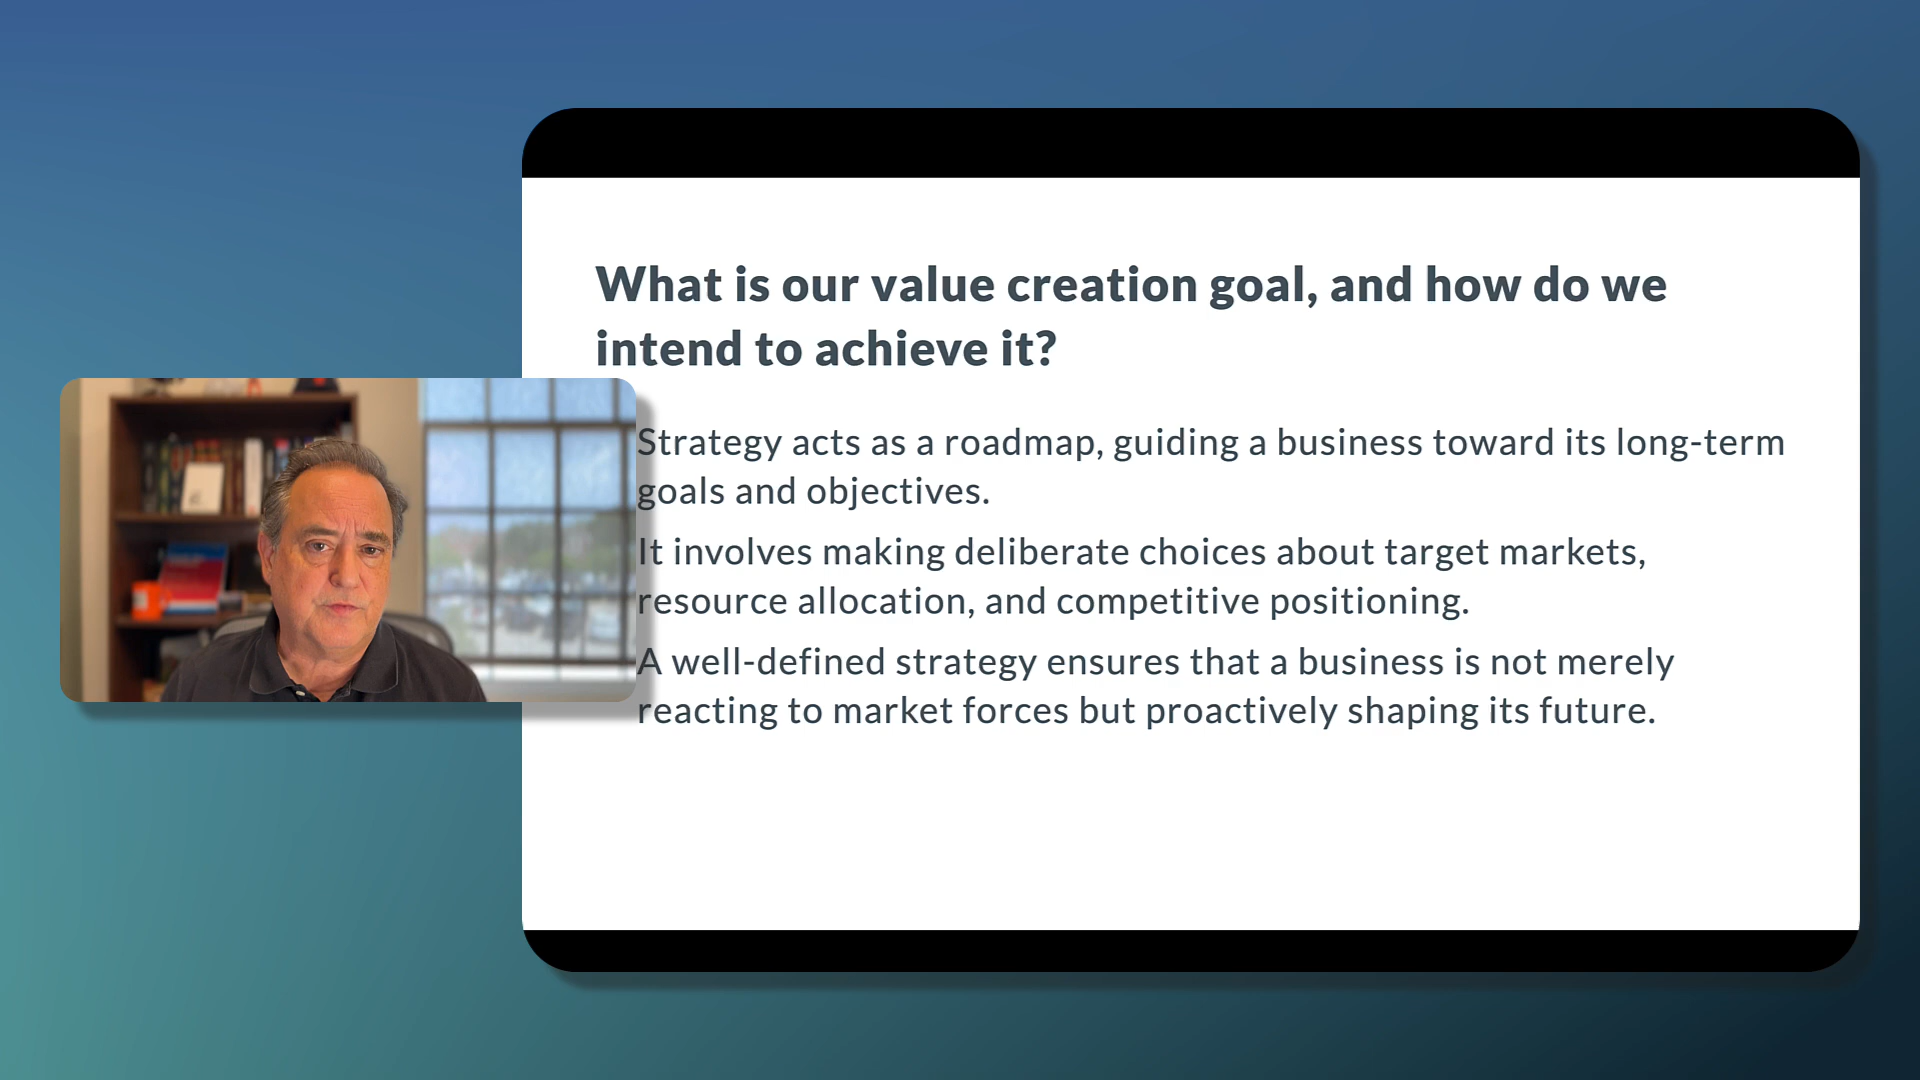 What is our value creation goal, and how do we
intend to achieve it?
Strategy acts as a roadmap, guiding a business toward its long-term
goals and objectives.
It involves making deliberate choices about target markets,
resource allocation, and competitive positioning.
A well-defined strategy ensures that a business is not merely
reacting to market forces but proactively shaping its future.